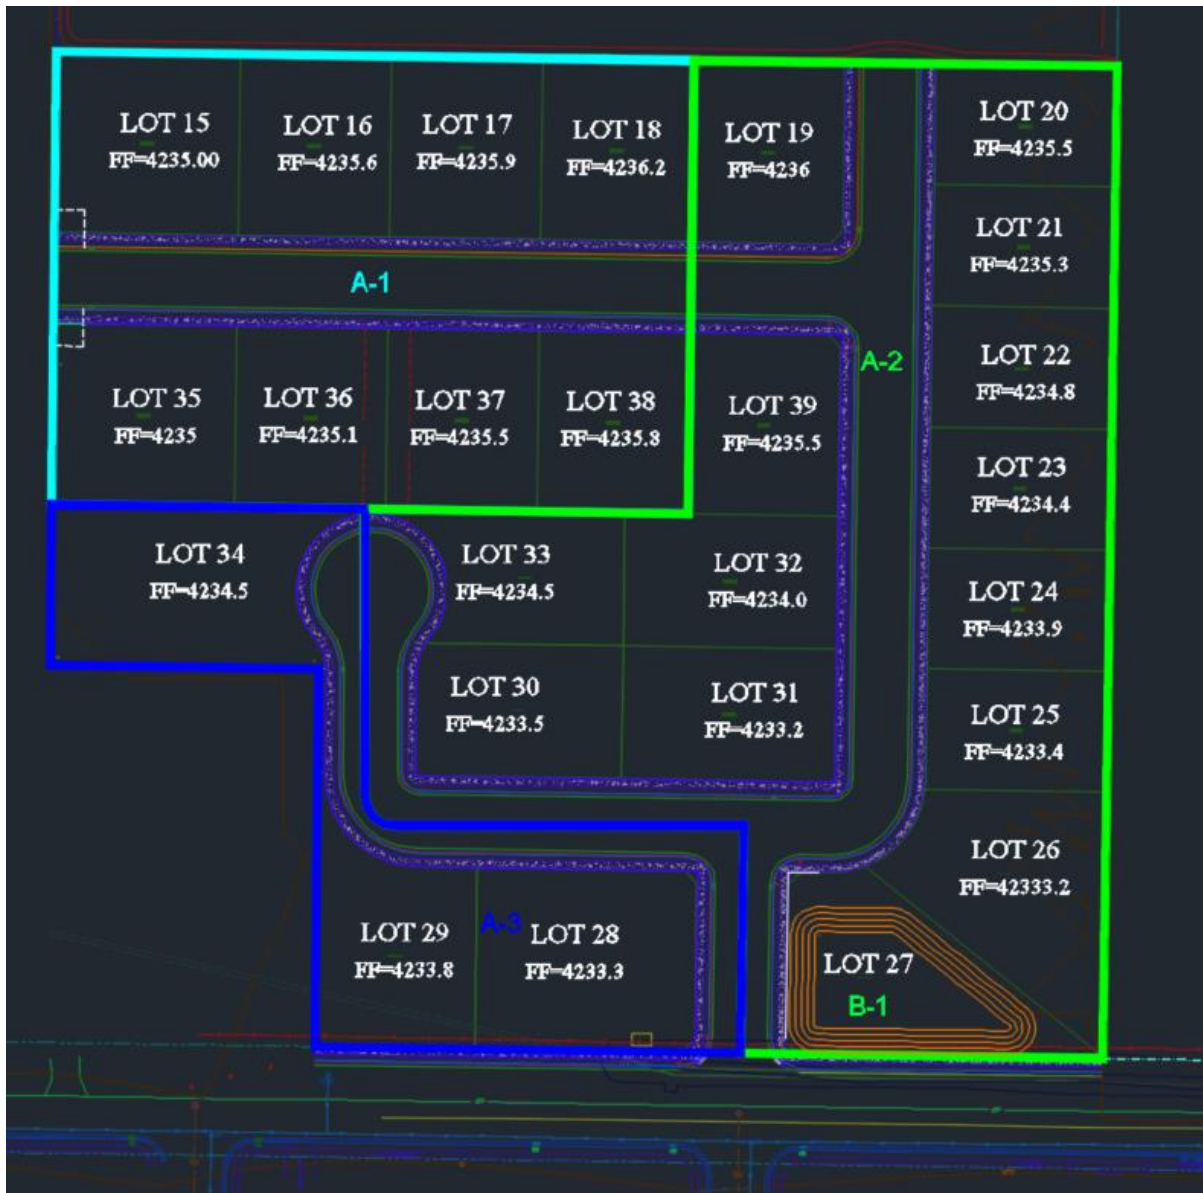 LOT 15
FF=4235.00
LOT 16
FF=4235.6
LOT 17
FF=4235.9
LOT 18
FF=4236.2
LOT 19
FF=4236
LOT 20
FF=4235.5
LOT 21
FF=4235.3
A-1
A-2
LOT 22
FF=4234.8
LOT 35
FF=4235
LOT 36
FF=4235.1
LOT 37
FF=4235.5
LOT 38
FF=4235.8
LOT 39
FF=4235.5
LOT 23
FF=4234.4
LOT 34
FF=4234.5
LOT 33
FF=4234.5
LOT 32
FF=4234.0
LOT 24
FF=4233.9
LOT 30
FF=4233.5
LOT 31
FF=4233.2
LOT 25
FF=4233.4
LOT 26
FF=42333.2
LOT 29
FF=4233.8
A-3
LOT 28
FF=4233.3
LOT 27
B-1